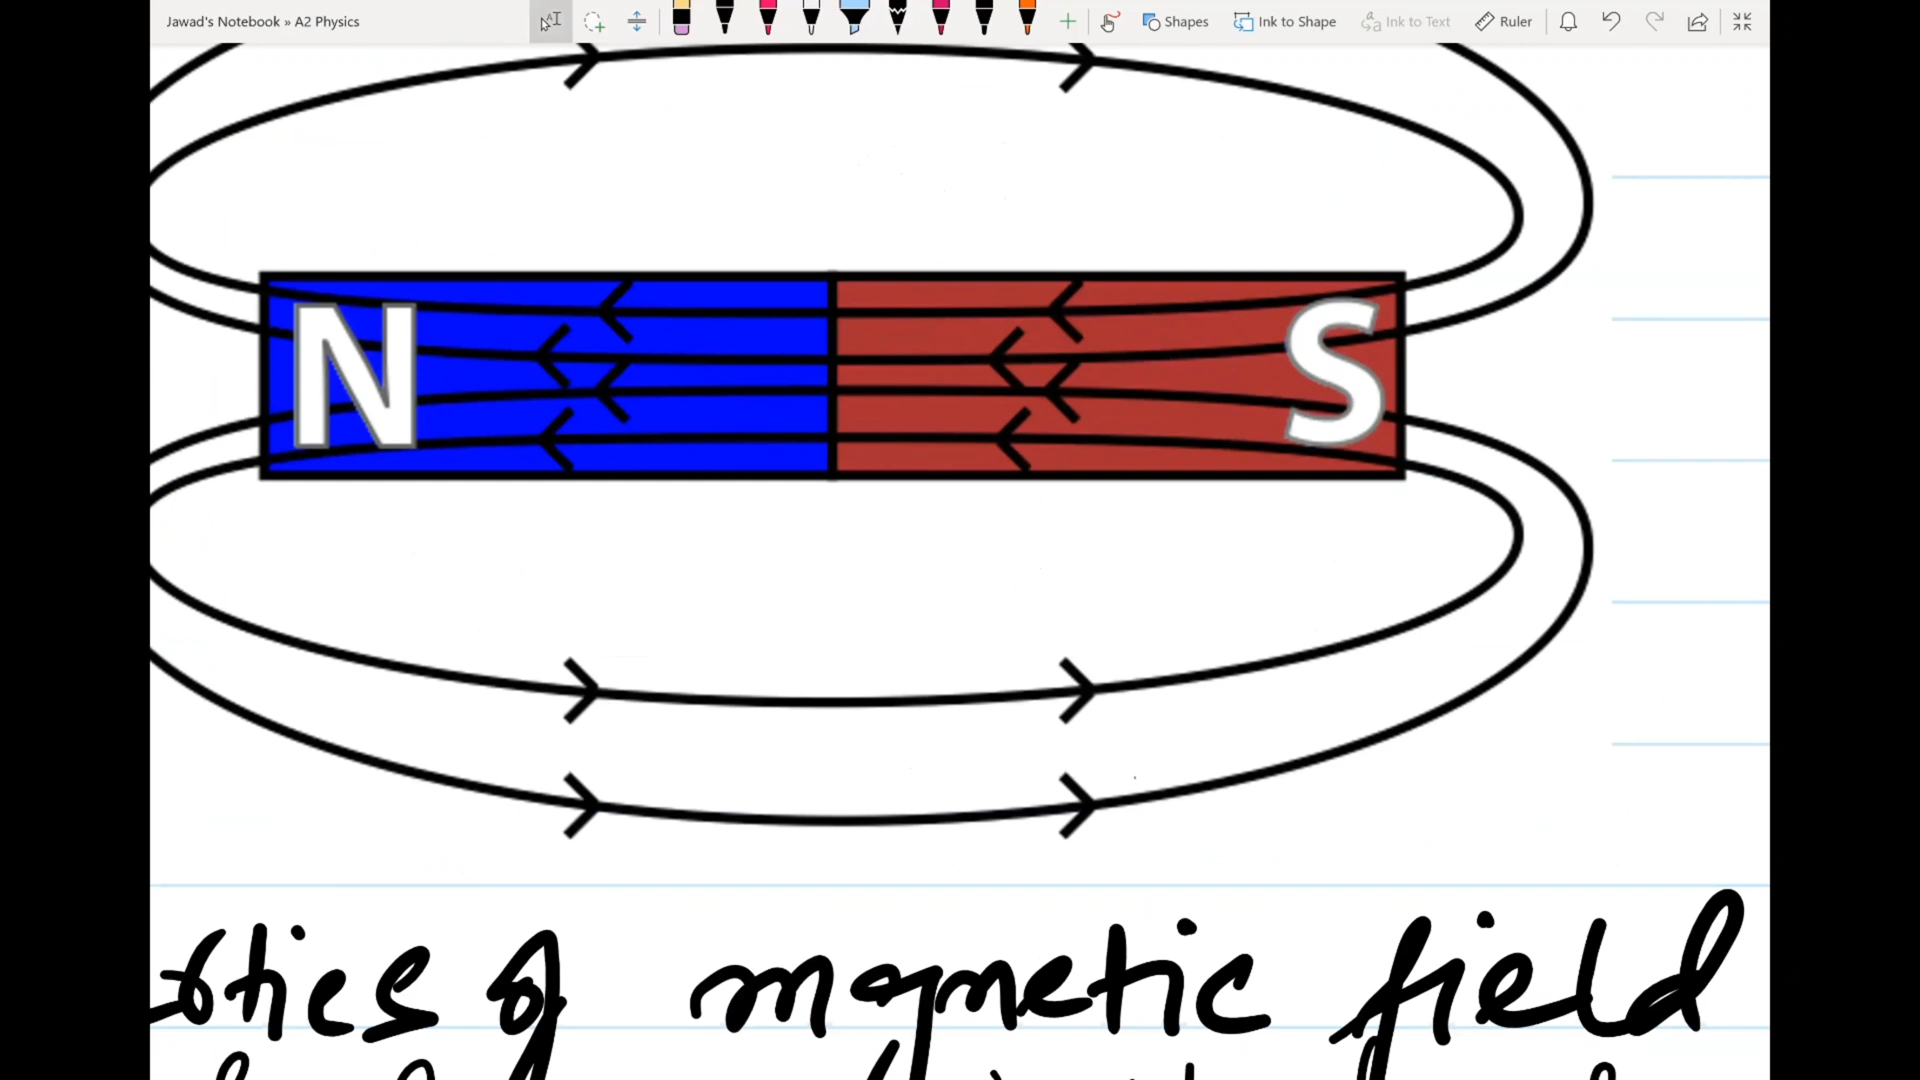 Jawad's Notebook » A2 Physics
Shapes
Ink to Shape
Ink to Text
Ruler
N
S
rties of magnetic field